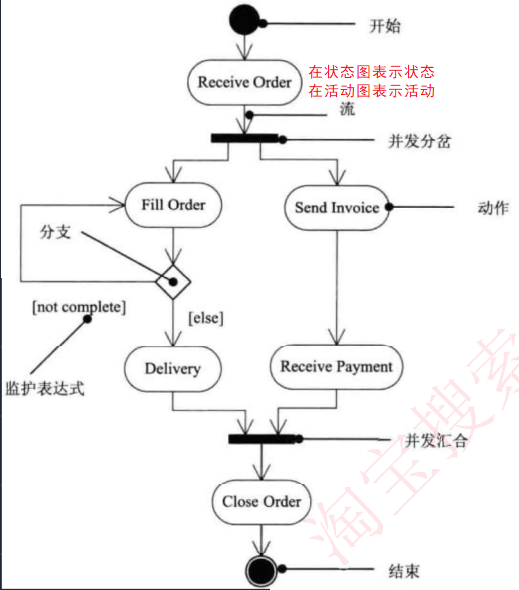 开始
Receive Order
在状态图表示状态
在活动图表示活动
流
并发分岔
Fill Order
Send Invoice
动作
分支
[not complete]
[else]
监护表达式
Delivery
Receive Payment
并发汇合
Close Order
结束
淘宝搜索